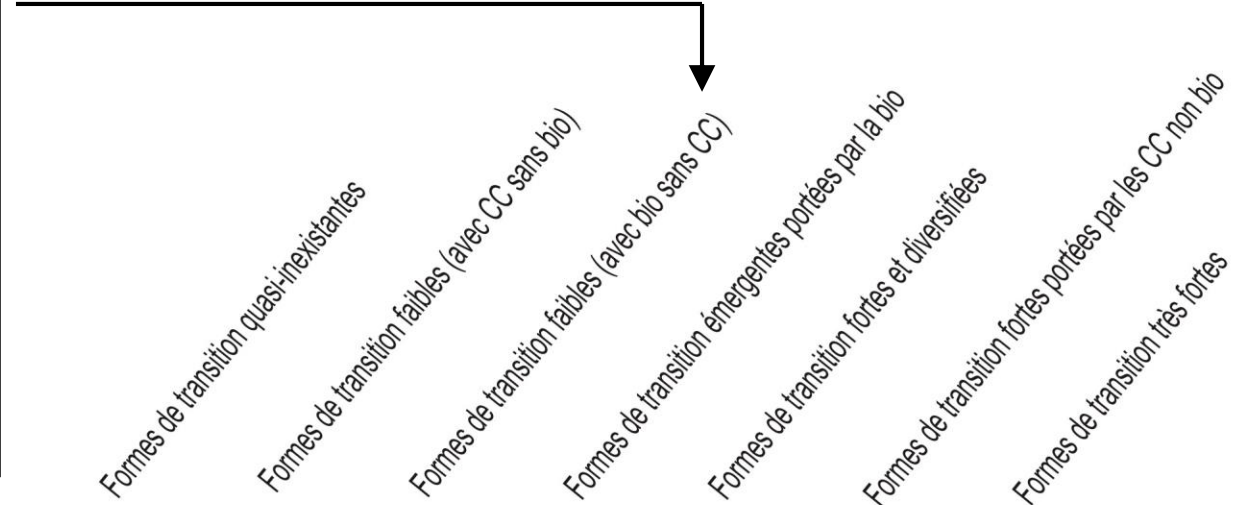 Formes de transition quasi-inexistantes
Formes de transition faibles (avec CC sans bio)
Formes de transition faibles (avec bio sans CC)
Formes de transition émergentes portées par la bio
Formes de transition fortes et diversifiées
Formes de transition fortes portées par les CC non bio
Formes de transition très fortes